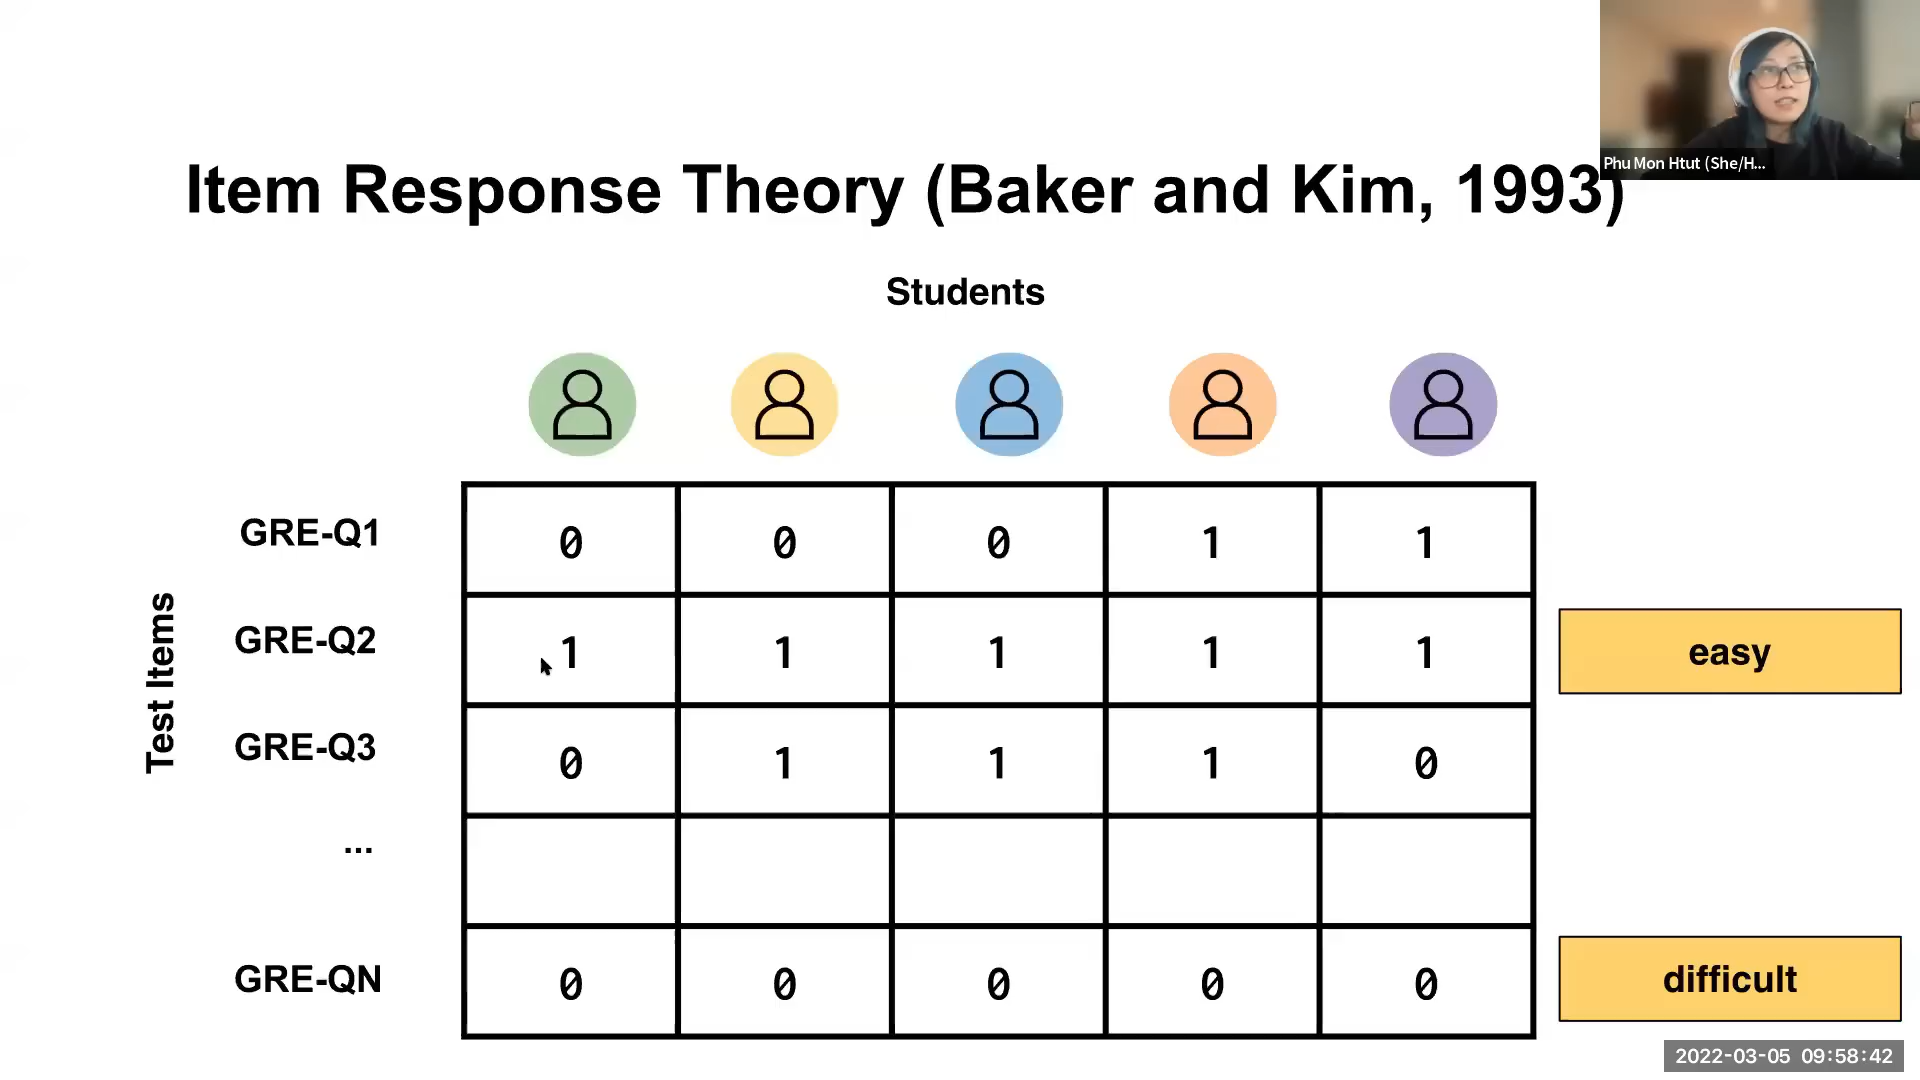 Phu Mon Htut (She/H...
Item Response Theory (Baker and Kim, 1993)
Students
Test Items
GRE-Q1 0 0 0 1 1
GRE-Q2 1 1 1 1 1 easy
GRE-Q3 0 1 1 1 0
...
GRE-QN 0 0 0 0 0 difficult
2022-03-05 09:58:42